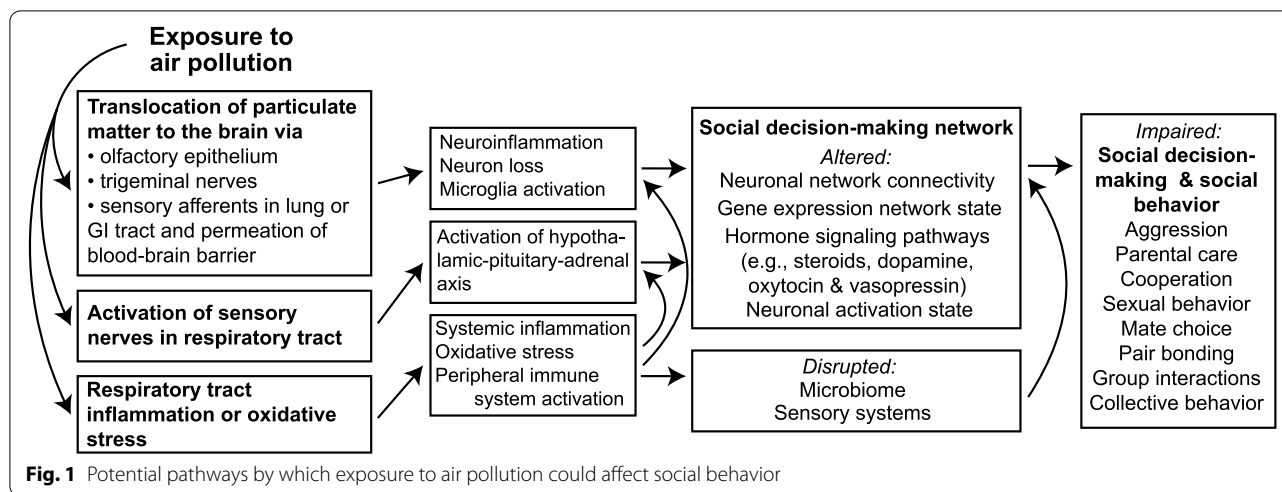 Exposure to
air pollution
Translocation of particulate
matter to the brain via
• olfactory epithelium
• trigeminal nerves
• sensory afferents in lung or
GI tract and permeation of
blood-brain barrier
Activation of sensory
nerves in respiratory tract
Respiratory tract
inflammation or oxidative
stress
Neuroinflammation
Neuron loss
Microglia activation
Activation of hypotha-
lamic-pituitary-adrenal
axis
Systemic inflammation
Oxidative stress
Peripheral immune
system activation
Social decision-making network
Altered:
Neuronal network connectivity
Gene expression network state
Hormone signaling pathways
(e.g., steroids, dopamine,
oxytocin & vasopressin)
Neuronal activation state
Disrupted:
Microbiome
Sensory systems
Impaired:
Social decision-
making & social
behavior
Aggression
Parental care
Cooperation
Sexual behavior
Mate choice
Pair bonding
Group interactions
Collective behavior
Fig. 1 Potential pathways by which exposure to air pollution could affect social behavior